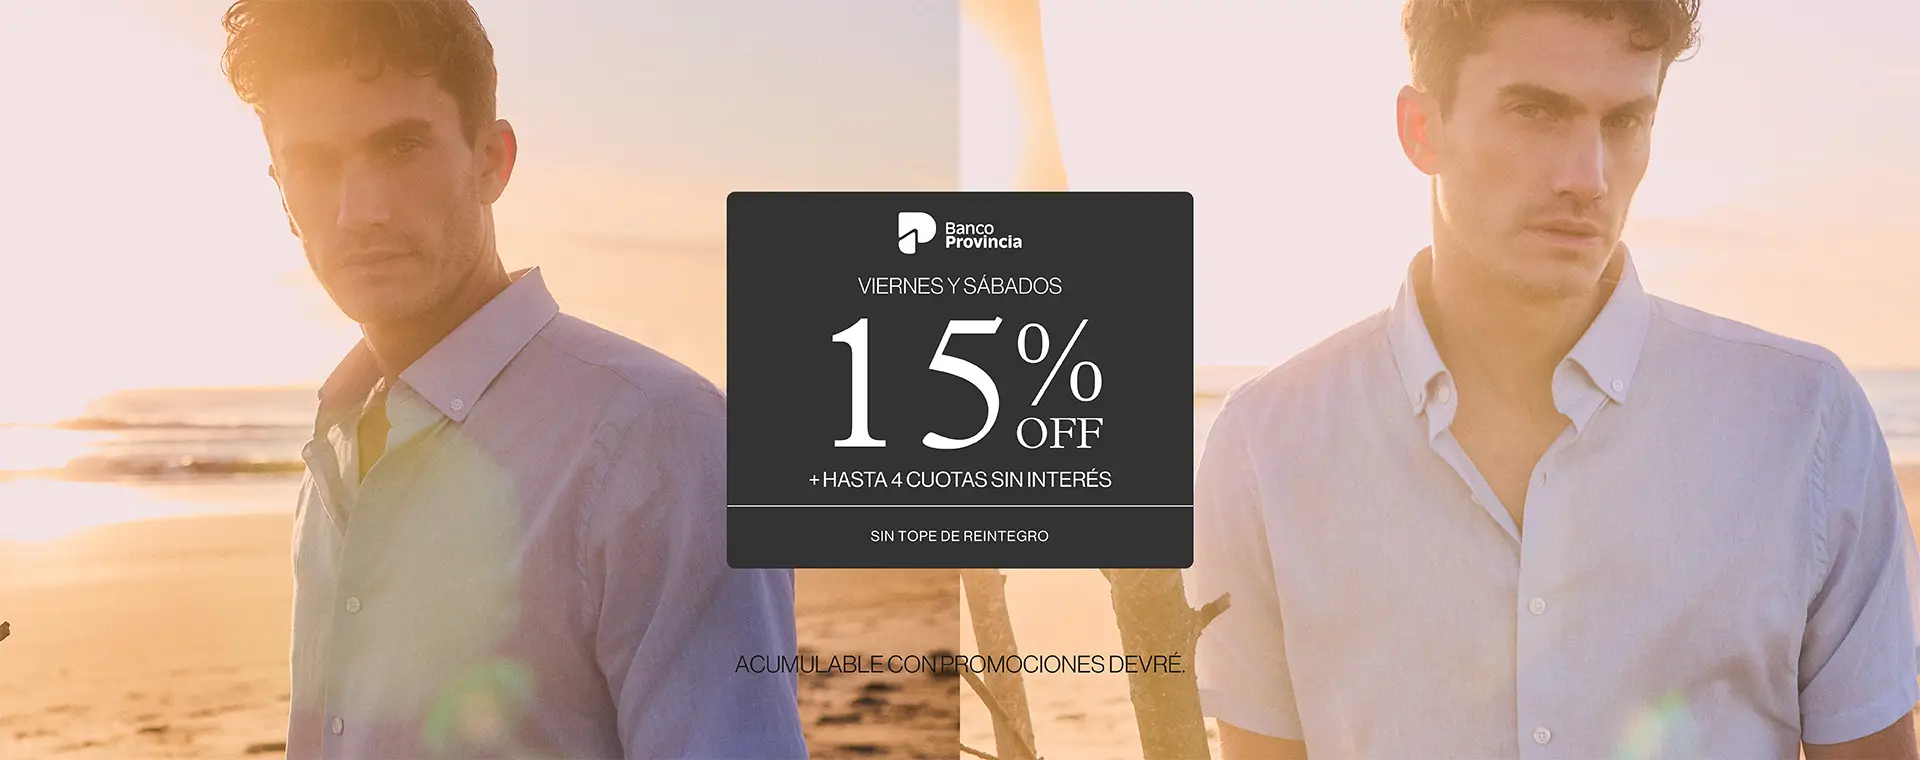 Banco
Provincia
VIERNES Y SÁBADOS
15%
OFF
+ HASTA 4 CUOTAS SIN INTERÉS
SIN TOPE DE REINTEGRO
ACUMULABLE CON PROMOCIONES DEVRÉ.